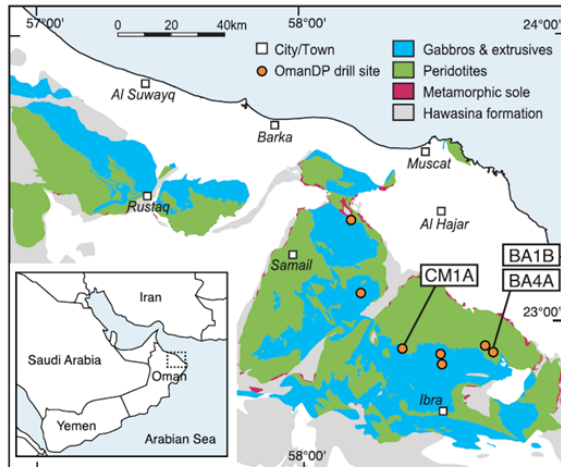 57°00'
0 20 40km
58°00'
24°00'
City/Town
OmanDP drill site
Gabbros & extrusives
Peridotites
Metamorphic sole
Hawasina formation
Al Suwayq
Barka
Muscat
Rustaq
Al Hajar
Samail
CM1A
BA1B
BA4A
23°00'
Ibra
Iran
Saudi Arabia
Oman
Yemen
Arabian Sea
58°00'